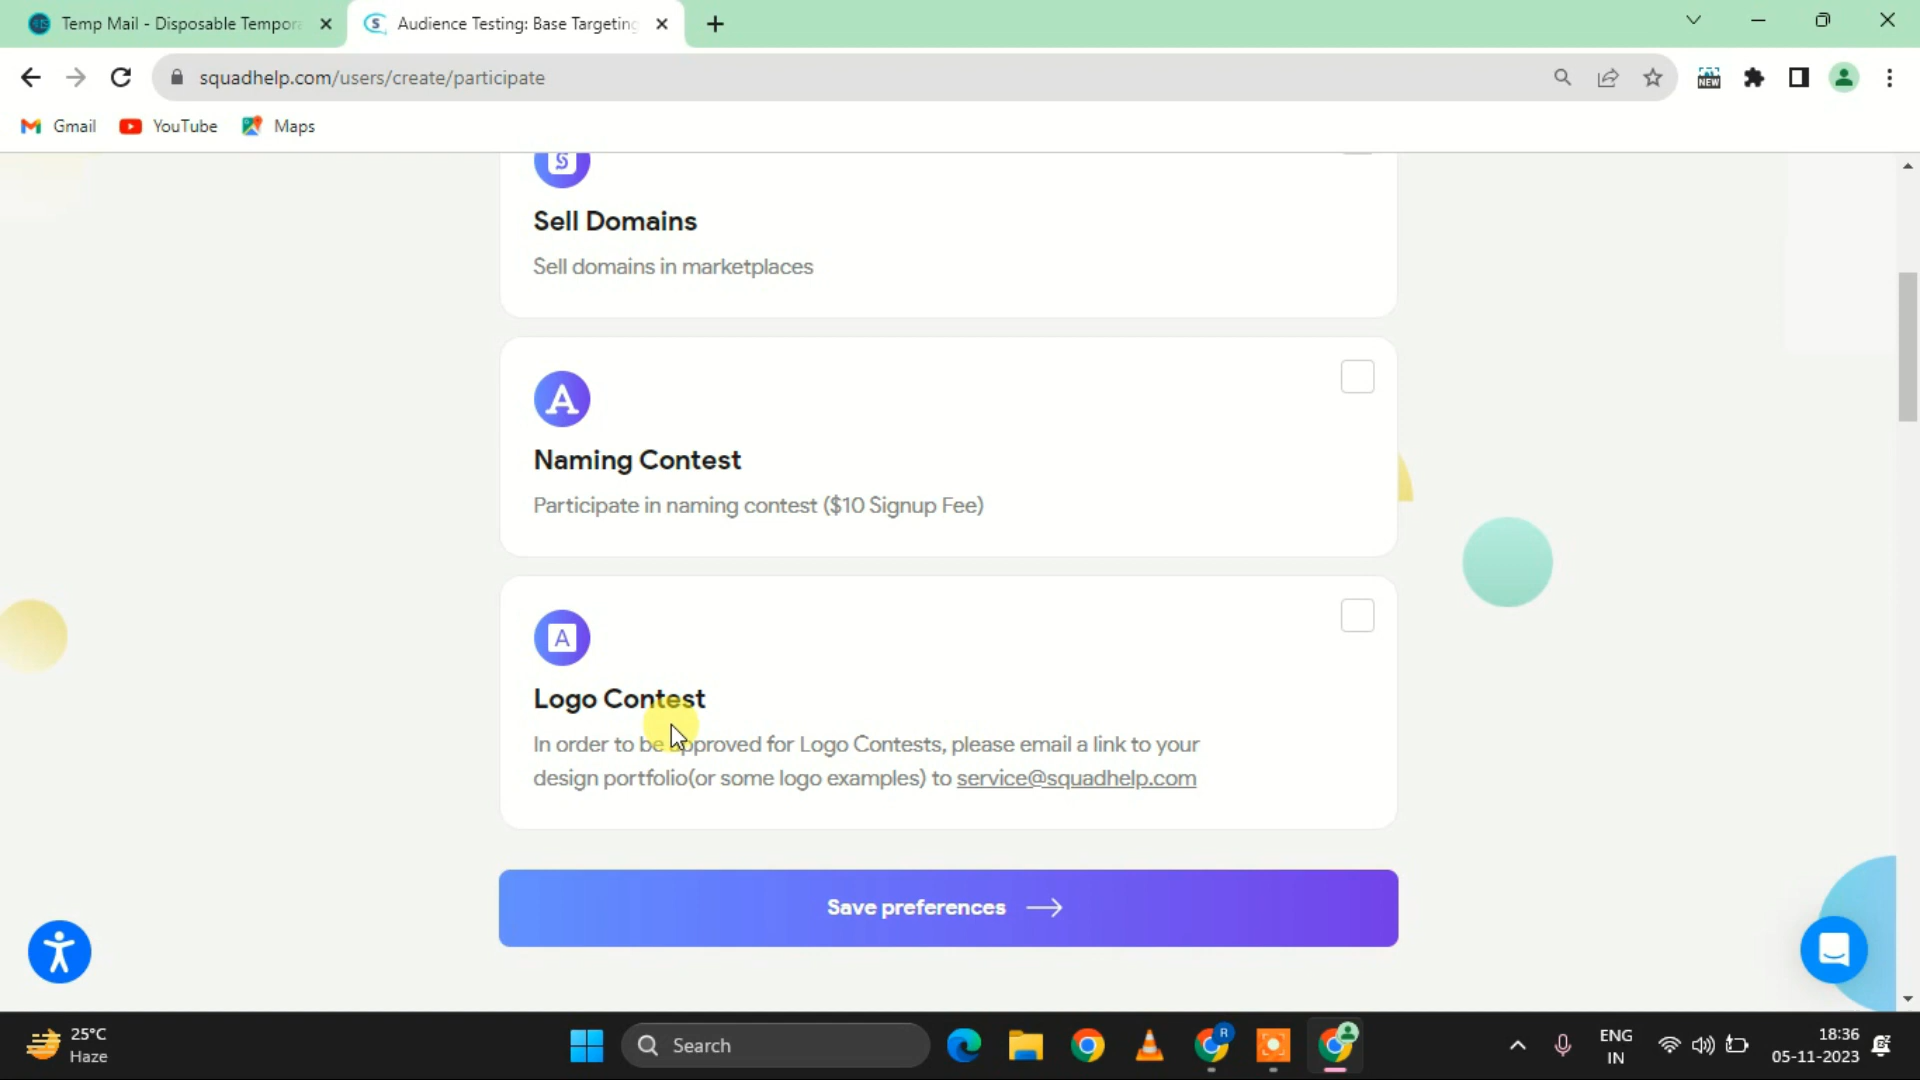 Temp Mail - Disposable Tempora
Audience Testing: Base Targeting
squadhelp.com/users/create/participate
NEW
Gmail
YouTube
Maps
S
Sell Domains
Sell domains in marketplaces
A
Naming Contest
Participate in naming contest ($10 Signup Fee)
A
Logo Contest
In order to be approved for Logo Contests, please email a link to your
design portfolio(or some logo examples) to service@squadhelp.com
Save preferences
25°C
Haze
Search
R
ENG
IN
18:36
05-11-2023